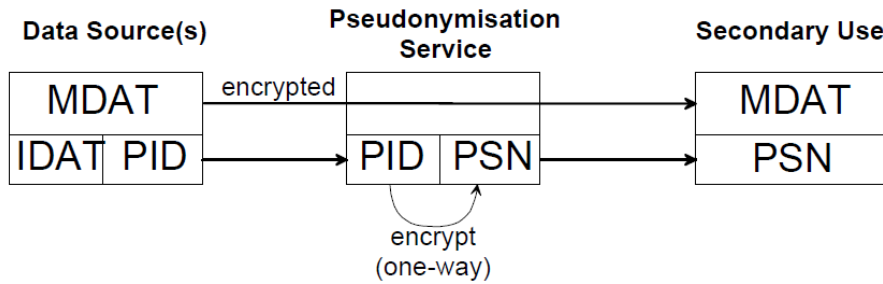 Data Source(s)
Pseudonymisation
Service
Secondary Use
MDAT
encrypted
MDAT
IDAT PID
PID PSN
PSN
encrypt
(one-way)